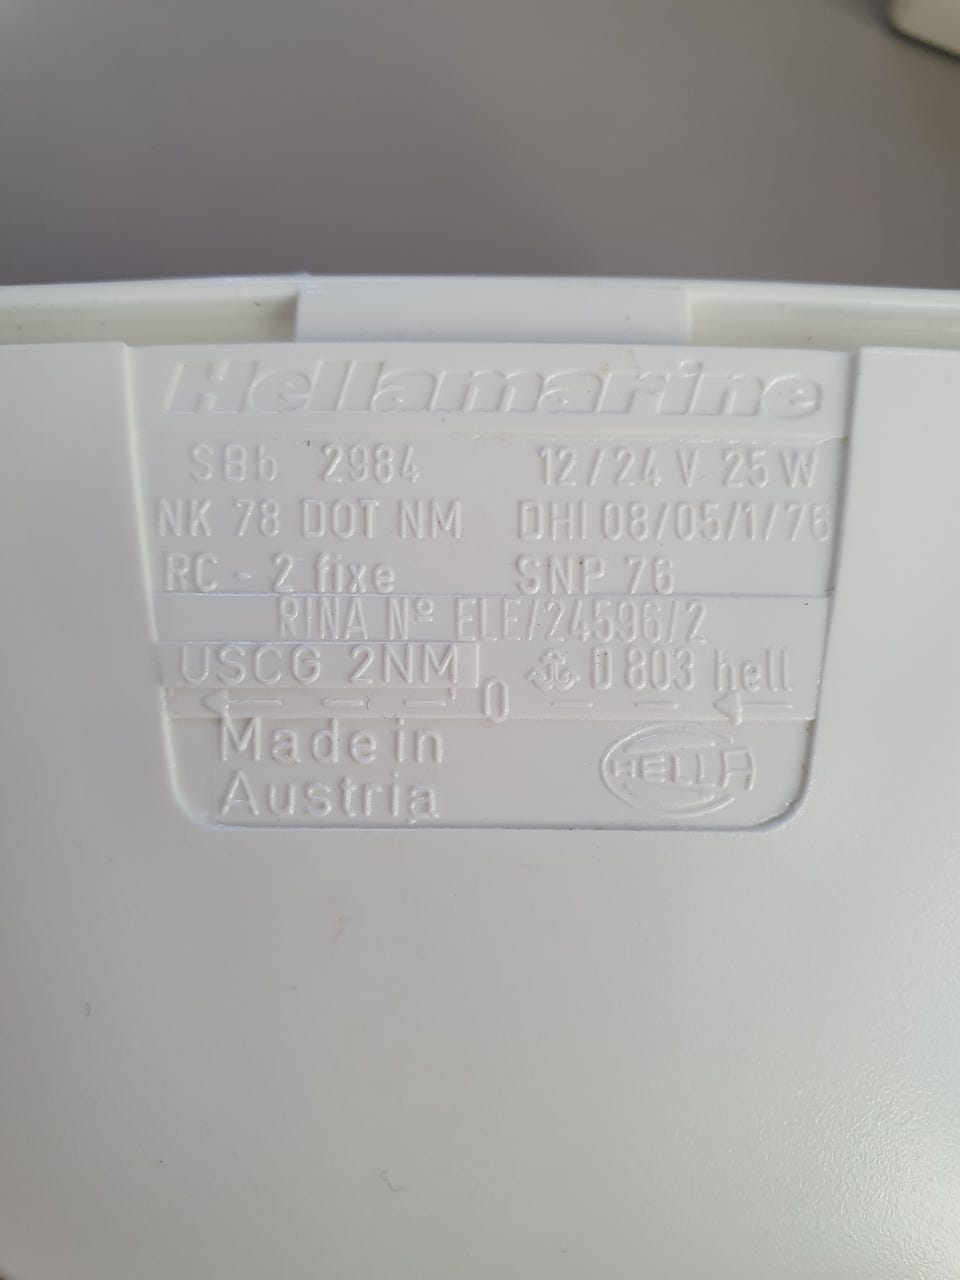 Hellamarine
SBb 2984 12/24 V 25 W
NK 78 DOT NM DHI 08/05/1/76
RC - 2 fixe SNP 76
RINA Nº ELE/24596/2
USCG 2NM D 803 hell
0
Made in
Austria
HELLA